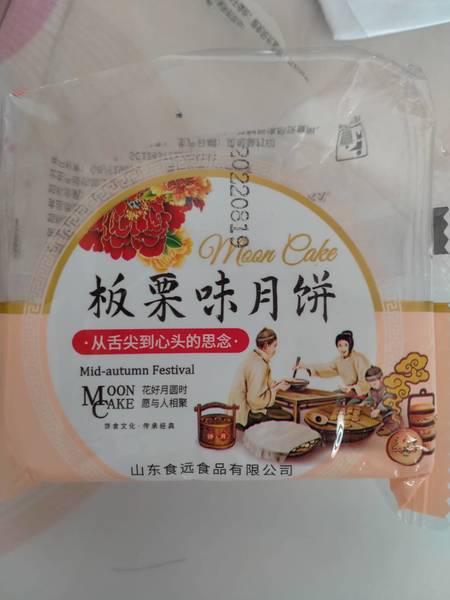 20220819
Moon Cake
板栗味月饼
·从舌尖到心头的思念·
Mid-autumn Festival
MOON CAKE
花好月圆时
愿与人相聚
饼食文化·传承经典
山东食远食品有限公司